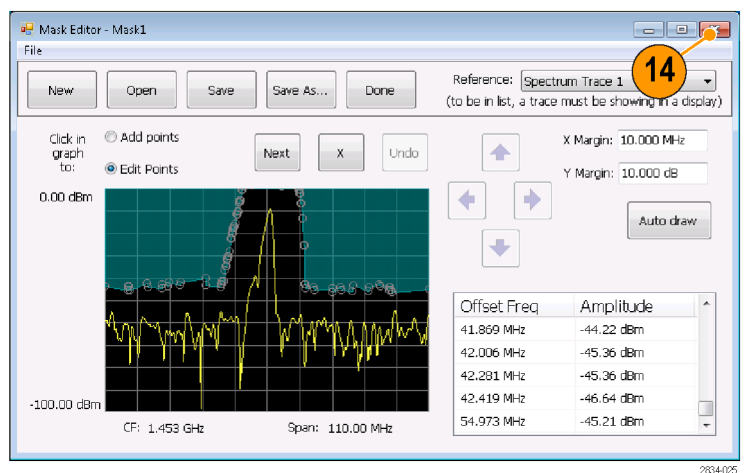 Mask Editor - Mask1
File
14
New
Open
Save
Save As...
Done
Reference: Spectrum Trace 1
(to be in list, a trace must be showing in a display)
Click in
graph
to:
Add points
Edit Points
Next
X
Undo
X Margin: 10.000 MHz
Y Margin: 10.000 dB
Auto draw
0.00 dBm
-100.00 dBm
CF: 1.453 GHz
Span: 110.00 MHz
Offset Freq Amplitude
41.869 MHz -44.22 dBm
42.006 MHz -45.36 dBm
42.281 MHz -45.36 dBm
42.419 MHz -46.64 dBm
54.973 MHz -45.21 dBm
2834-025